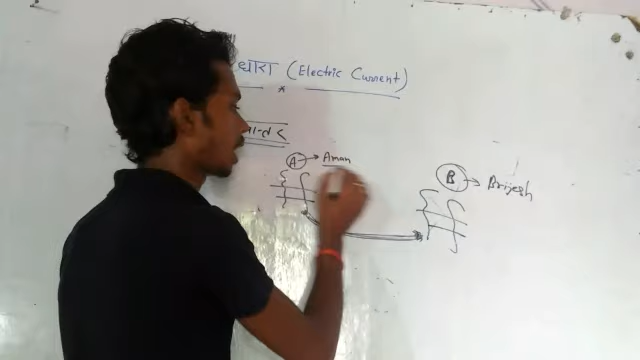 धारा (Electric Current)
A → Aman
B → Brijesh